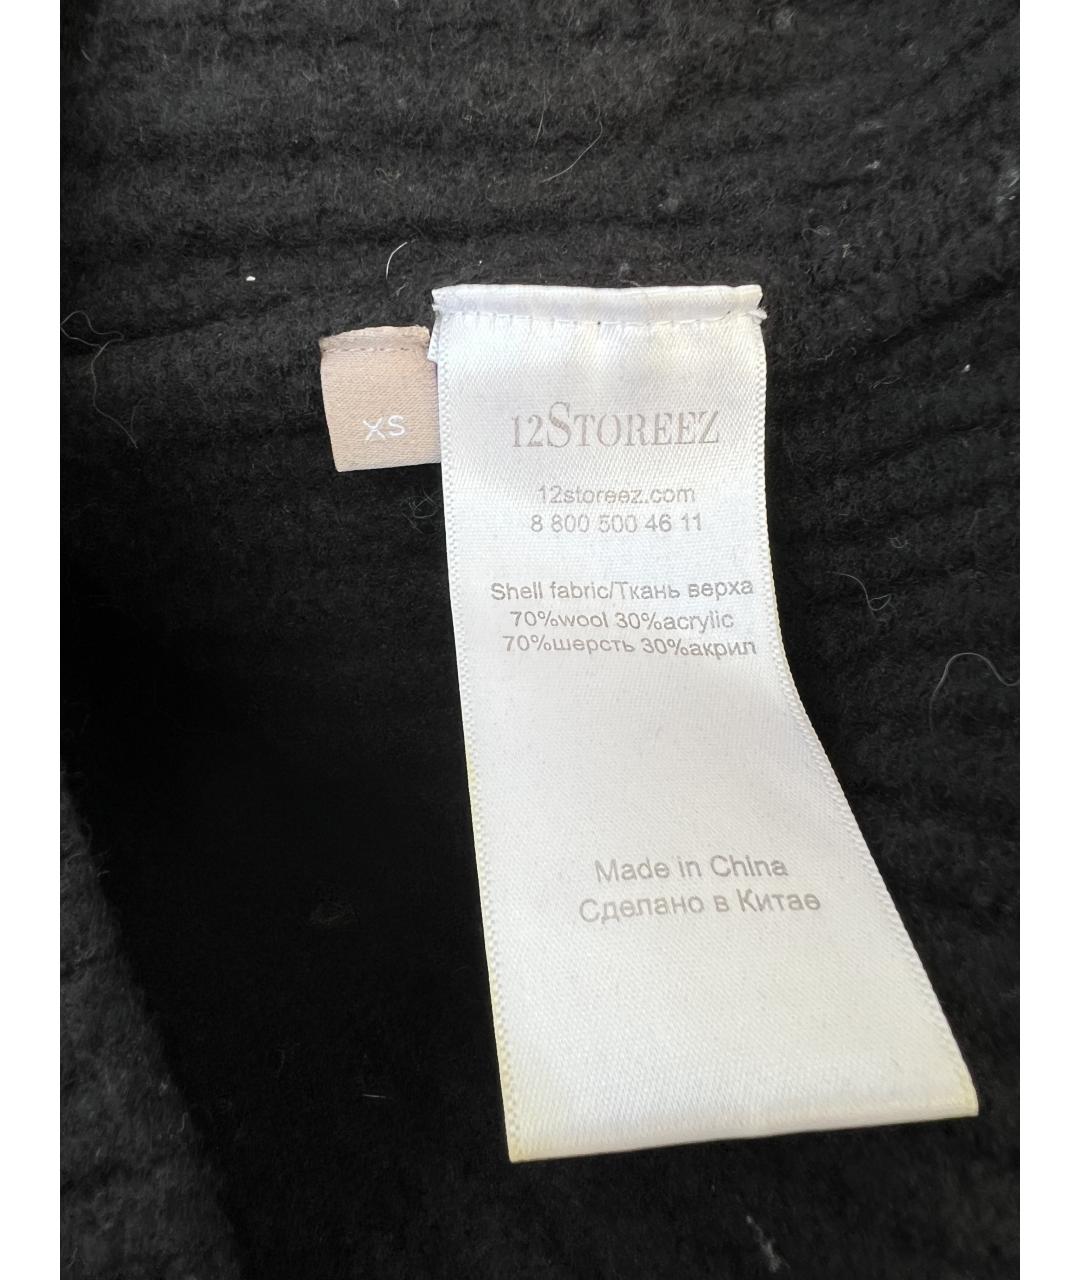 XS
12STOREEZ
12storeez.com
8 800 500 46 11
Shell fabric/Ткань верха
70%wool 30%acrylic
70%шерсть 30%акрил
Made in China
Сделано в Китае